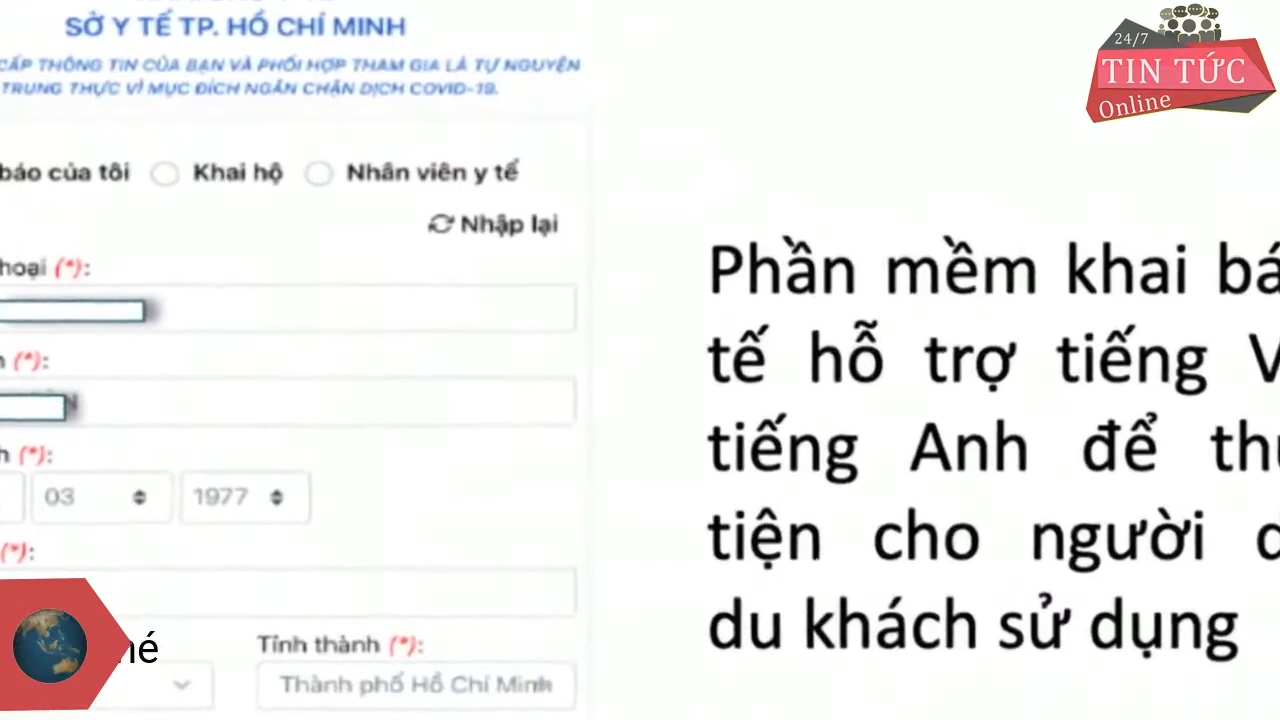 SỞ Y TẾ TP. HỒ CHÍ MINH
CẤP THÔNG TIN CỦA BẠN VÀ PHỐI HỢP THAM GIA LÀ TỰ NGUYỆN
TRUNG THỰC VÌ MỤC ĐÍCH NGĂN CHẶN DỊCH COVID-19.
báo của tôi Khai hộ Nhân viên y tế
Nhập lại
hoại (*):
(*):
(*):
03 1977
(*):
né
Tỉnh thành (*):
Thành phố Hồ Chí Minh
24/7
TIN TỨC
Online
Phần mềm khai bá
tế hỗ trợ tiếng V
tiếng Anh để th
tiện cho người d
du khách sử dụng